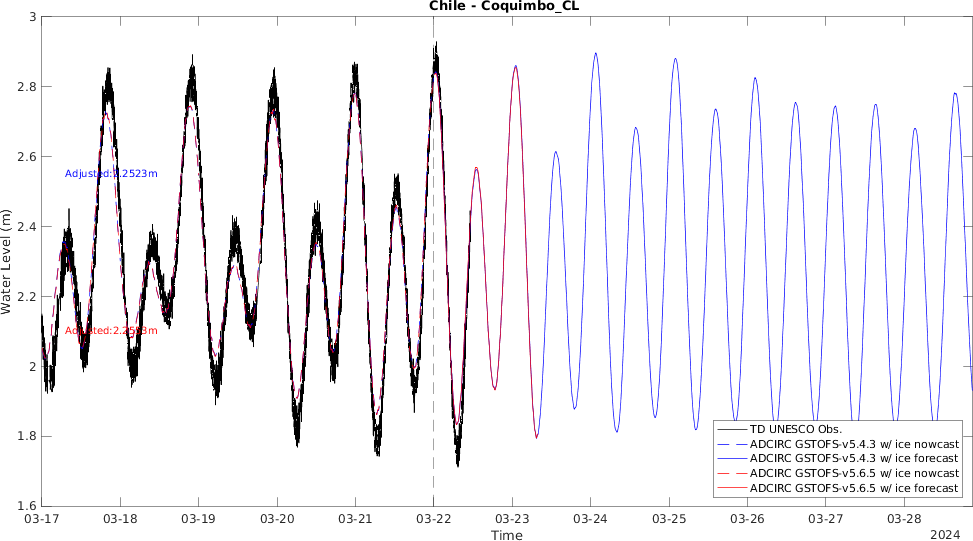 Chile - Coquimbo_CL
3
2.8
2.6
2.4
2.2
2
1.8
1.6
Water Level (m)
Adjusted:2.2523m
Adjusted:2.2553m
TD UNESCO Obs.
ADCIRC GSTOFS-v5.4.3 w/ ice nowcast
ADCIRC GSTOFS-v5.4.3 w/ ice forecast
ADCIRC GSTOFS-v5.6.5 w/ ice nowcast
ADCIRC GSTOFS-v5.6.5 w/ ice forecast
03-17 03-18 03-19 03-20 03-21 03-22 03-23 03-24 03-25 03-26 03-27 03-28
Time
2024